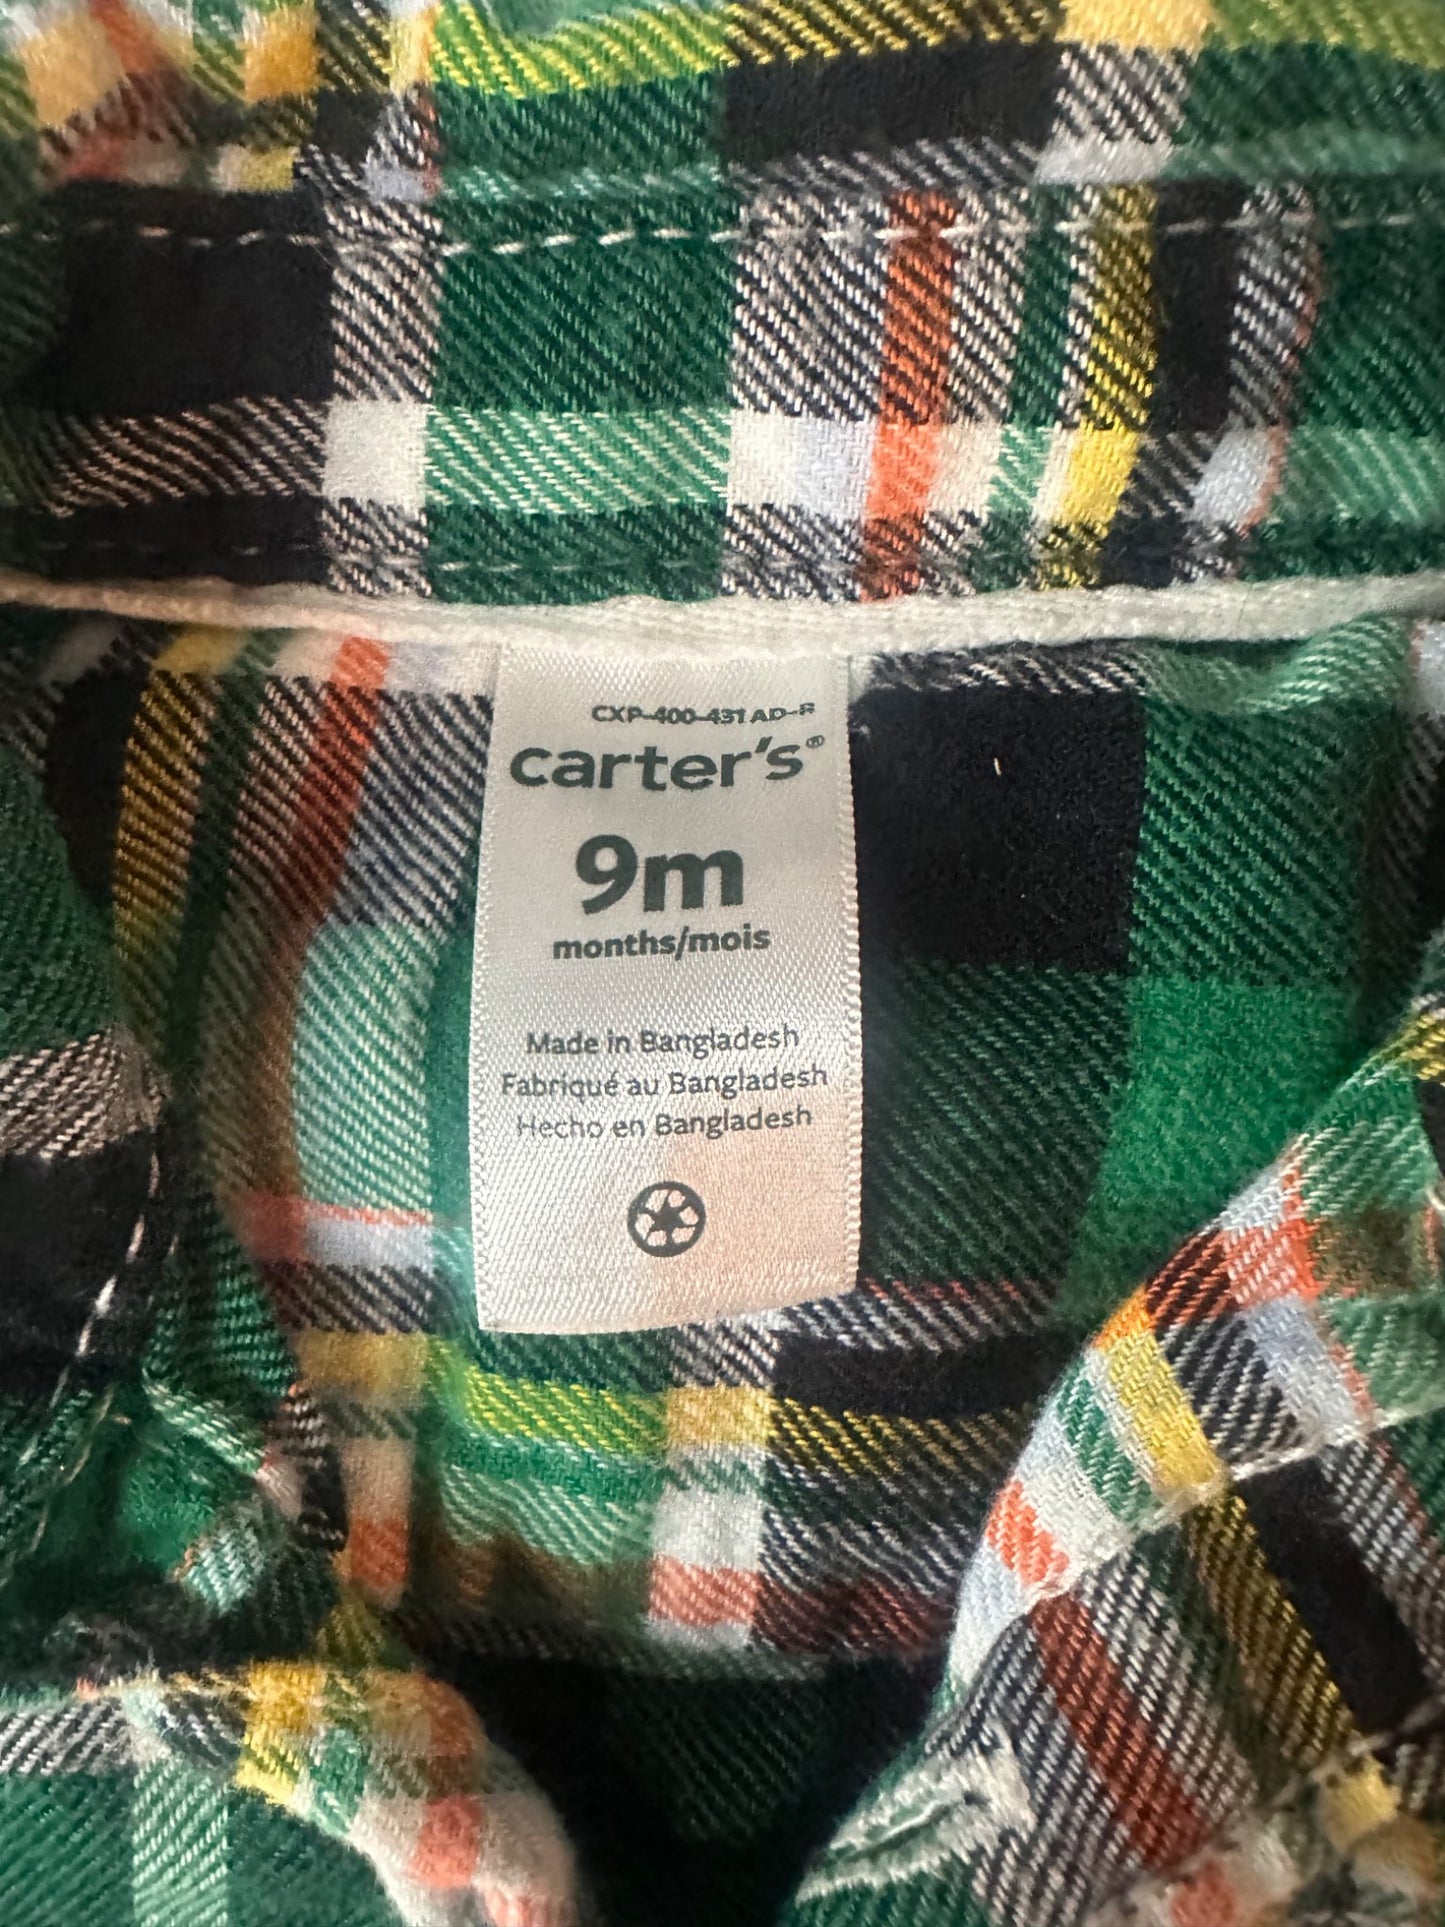 CXP-400-431 AD-R
carter's®
9m
months/mois
Made in Bangladesh
Fabriqué au Bangladesh
Hecho en Bangladesh